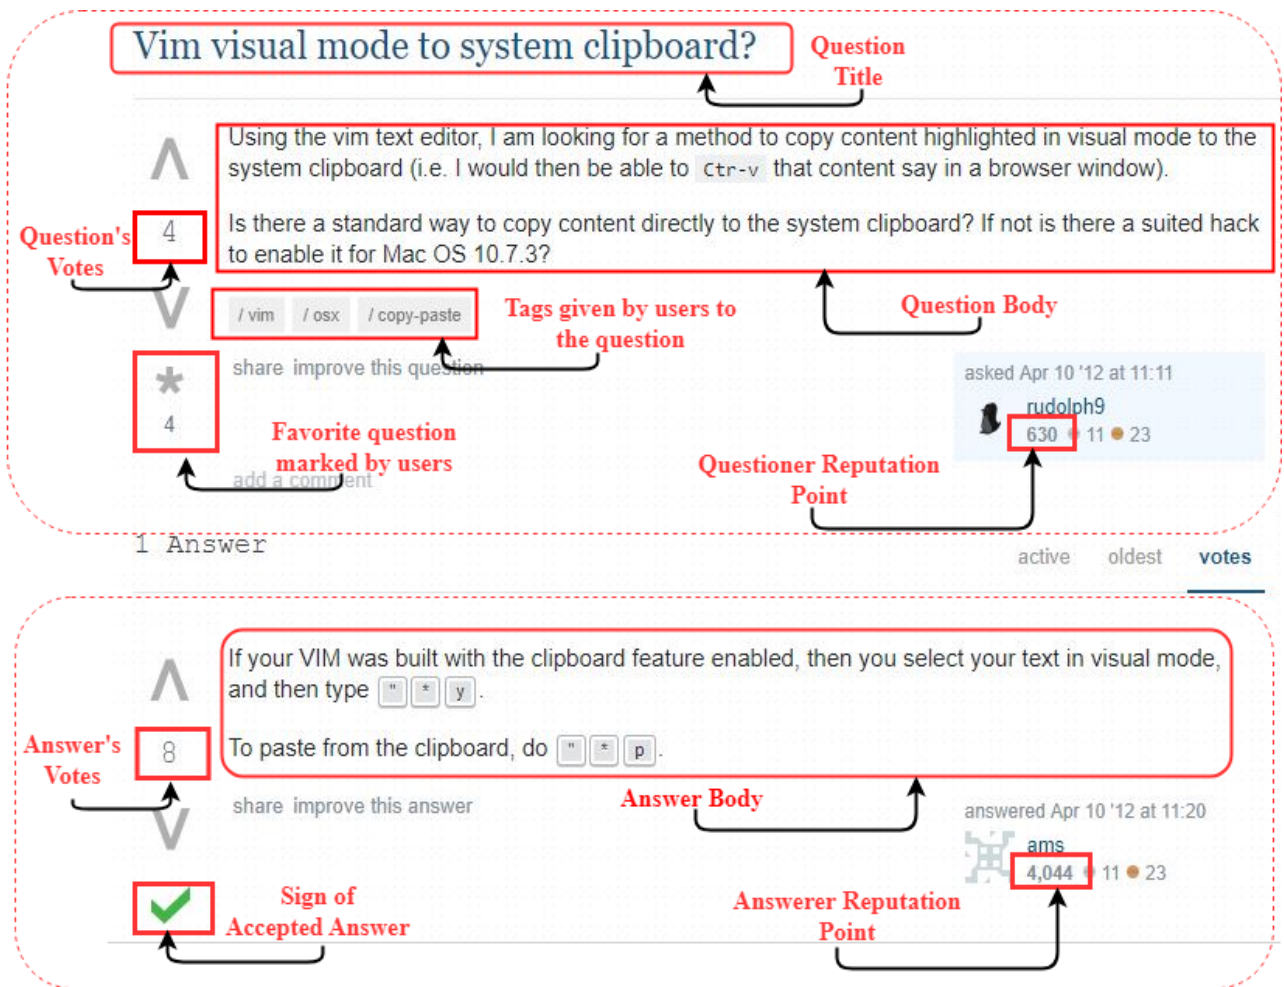 Vim visual mode to system clipboard?
Question
Title
Using the vim text editor, I am looking for a method to copy content highlighted in visual mode to the
system clipboard (i.e. I would then be able to Ctr-v that content say in a browser window).
Question's
Votes
4
Is there a standard way to copy content directly to the system clipboard? If not is there a suited hack
to enable it for Mac OS 10.7.3?
/ vim / osx / copy-paste
Tags given by users to
the question
Question Body
share improve this question
*
4
Favorite question
marked by users
add a comment
asked Apr 10 '12 at 11:11
rudolph9
630 11 23
Questioner Reputation
Point
1 Answer
active oldest votes
If your VIM was built with the clipboard feature enabled, then you select your text in visual mode,
and then type " * y .
Answer's
Votes
8
To paste from the clipboard, do " * p .
share improve this answer
Answer Body
answered Apr 10 '12 at 11:20
ams
4,044 11 23
Sign of
Accepted Answer
Answerer Reputation
Point